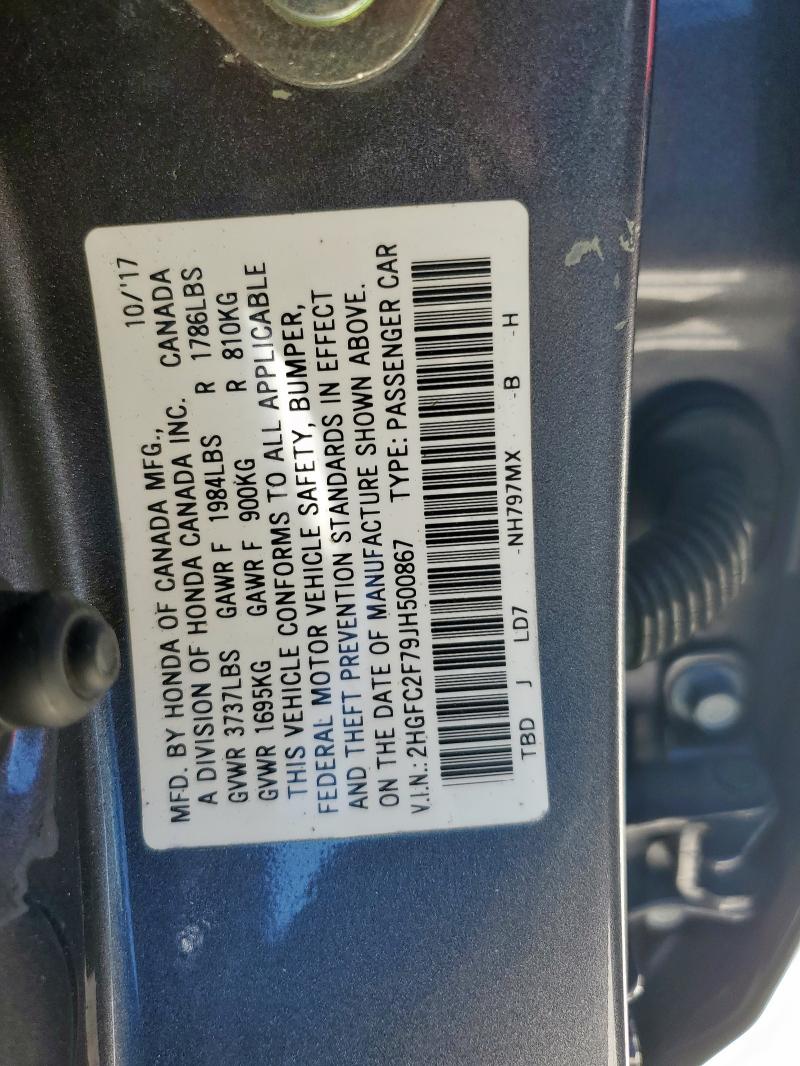 10/'17
MFD. BY HONDA OF CANADA MFG.,
A DIVISION OF HONDA CANADA INC. CANADA
GVWR 3737LBS GAWR F 1984LBS R 1786LBS
GVWR 1695KG GAWR F 900KG R 810KG
THIS VEHICLE CONFORMS TO ALL APPLICABLE
FEDERAL MOTOR VEHICLE SAFETY, BUMPER,
AND THEFT PREVENTION STANDARDS IN EFFECT
ON THE DATE OF MANUFACTURE SHOWN ABOVE.
V.I.N.: 2HGFC2F79JH500867 TYPE: PASSENGER CAR
TBD J LD7 -NH797MX -B -H